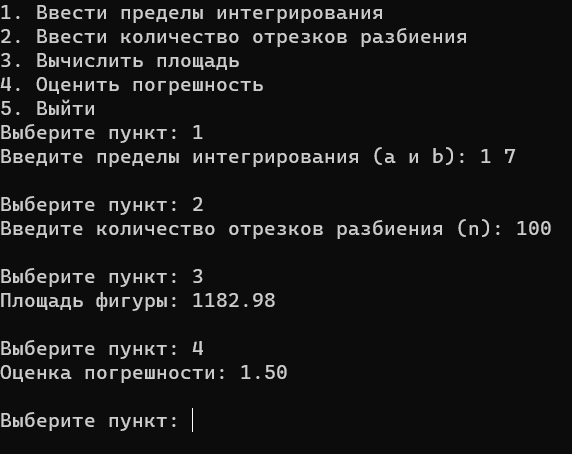 1. Ввести пределы интегрирования
2. Ввести количество отрезков разбиения
3. Вычислить площадь
4. Оценить погрешность
5. Выйти
Выберите пункт: 1
Введите пределы интегрирования (a и b): 1 7
Выберите пункт: 2
Введите количество отрезков разбиения (n): 100
Выберите пункт: 3
Площадь фигуры: 1182.98
Выберите пункт: 4
Оценка погрешности: 1.50
Выберите пункт: